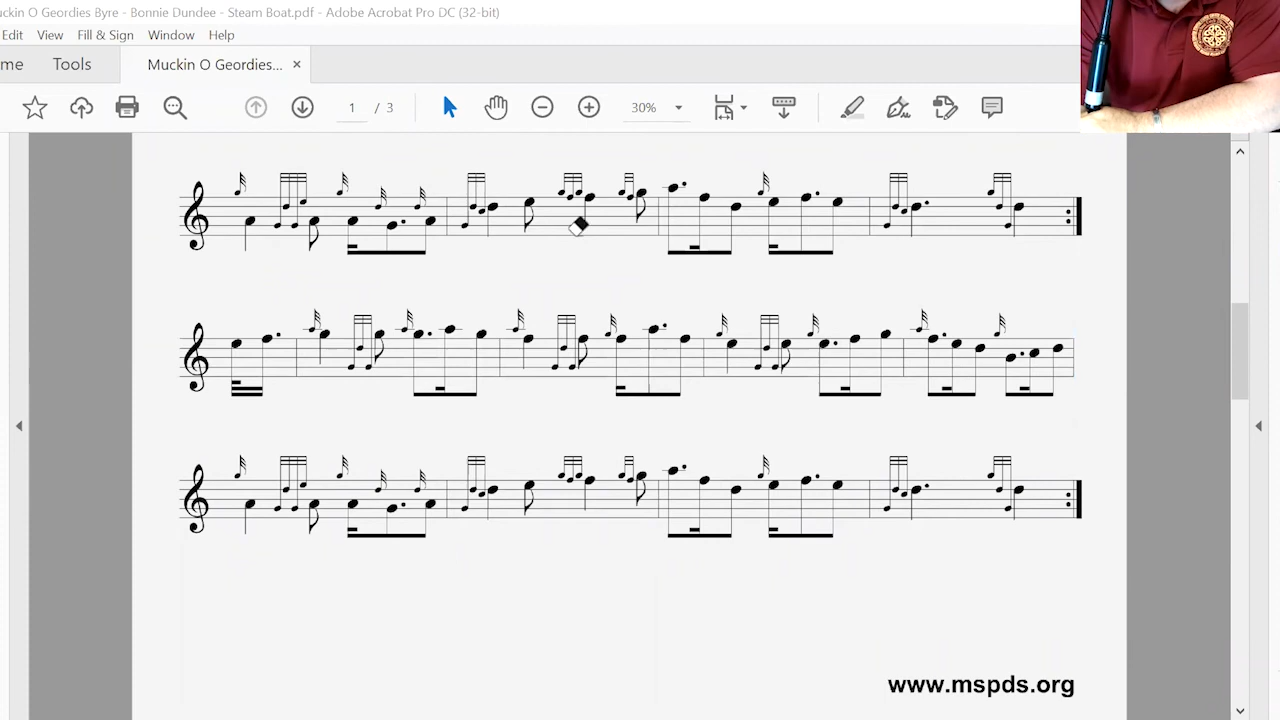 uckin O Geordies Byre - Bonnie Dundee - Steam Boat.pdf - Adobe Acrobat Pro DC (32-bit)
Edit View Fill & Sign Window Help
me Tools Muckin O Geordies... ×
1 / 3 30%
www.mspds.org